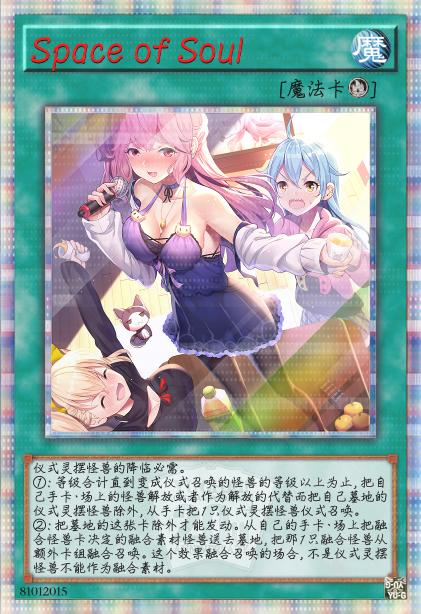 Space of Soul
魔
[魔法卡]
仪式灵摆怪兽的降临必需。
①：等级合计直到变成仪式召唤的怪兽的等级以上为止，把自
己手卡·场上的怪兽解放或者作为解放的代替而把自己墓地的
仪式灵摆怪兽除外，从手卡把1只仪式灵摆怪兽仪式召唤。
②：把墓地的这张卡除外才能发动。从自己的手卡·场上把融
合怪兽卡决定的融合素材怪兽送去墓地，把那1只融合怪兽从
额外卡组融合召唤。这个效果融合召唤的场合，不是仪式灵摆
怪兽不能作为融合素材。
81012015